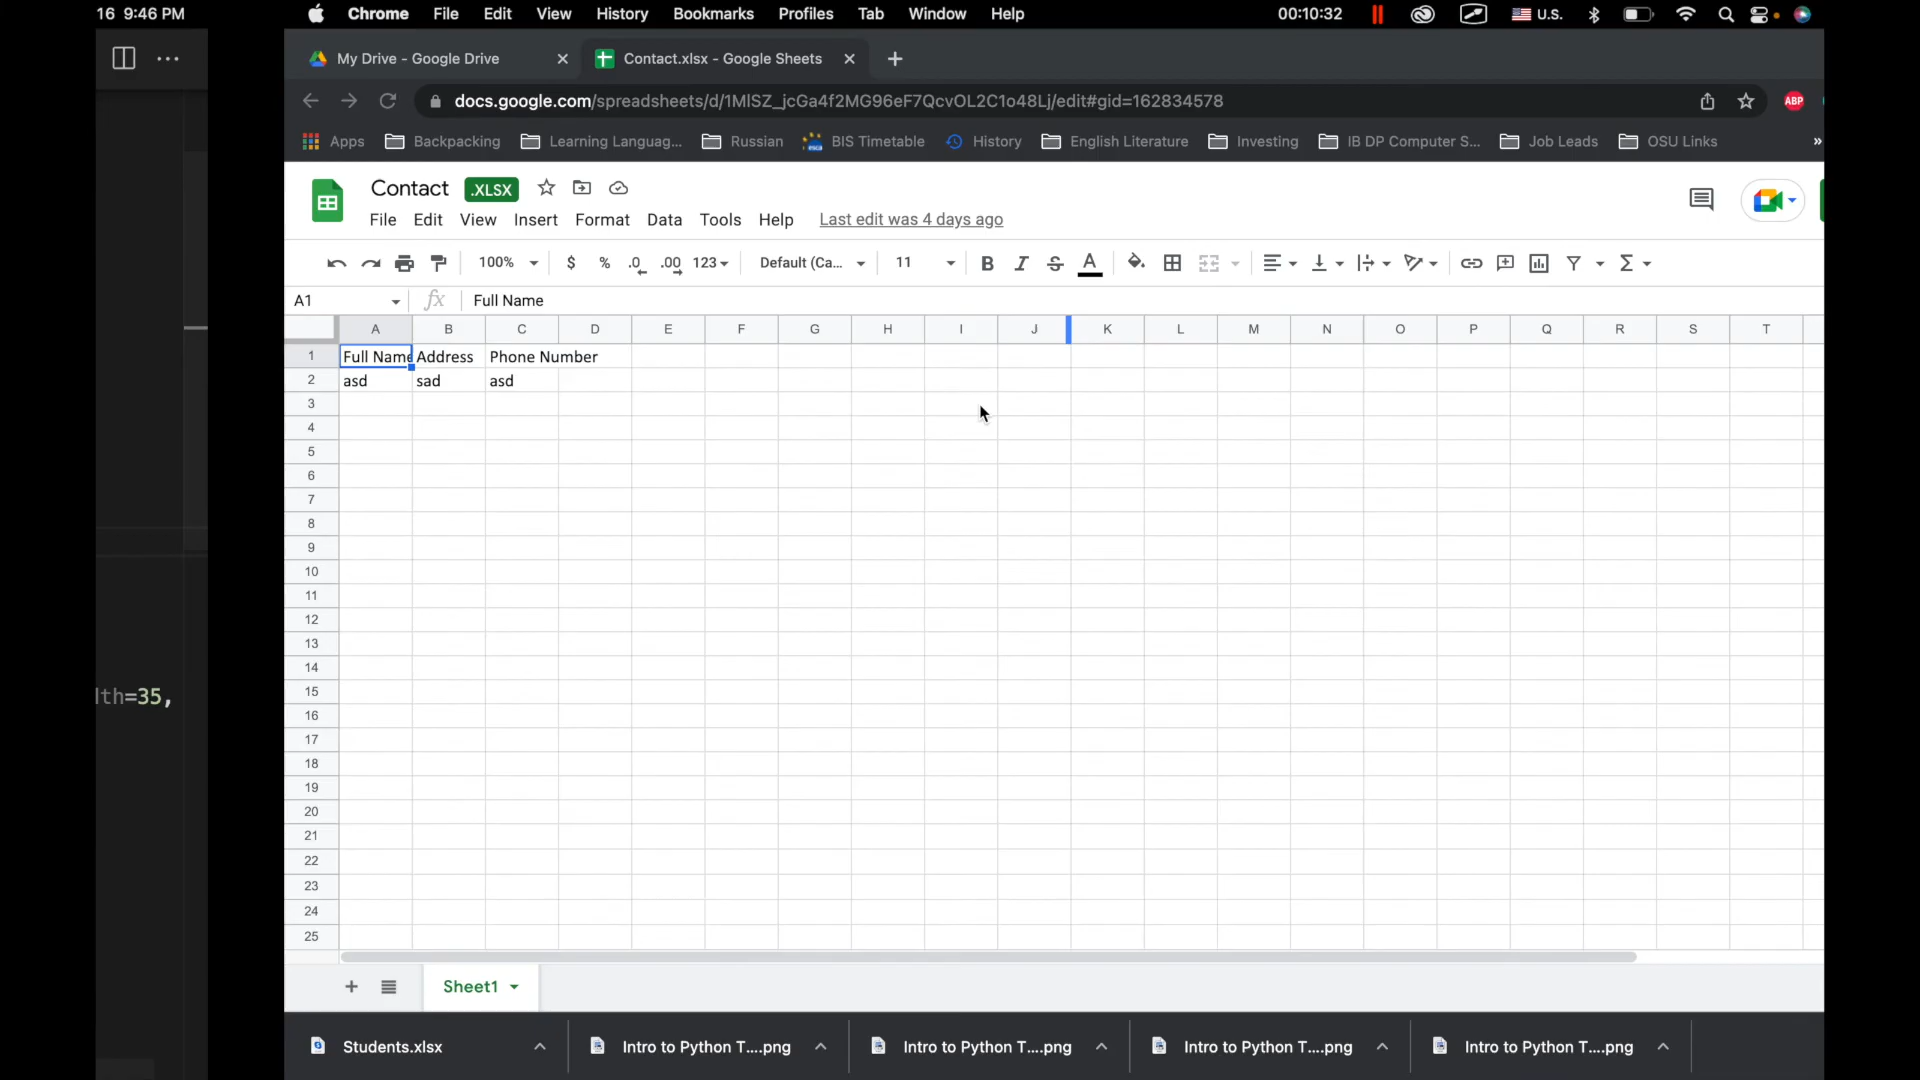 16 9:46 PM
Chrome File Edit View History Bookmarks Profiles Tab Window Help 00:10:32 U.S.
My Drive - Google Drive Contact.xlsx - Google Sheets
docs.google.com/spreadsheets/d/1MlSZ_jcGa4f2MG96eF7QcvOL2C1o48Lj/edit#gid=162834578 ABP
Apps Backpacking Learning Languag... Russian BIS Timetable History English Literature Investing IB DP Computer S... Job Leads OSU Links »
Contact .XLSX
File Edit View Insert Format Data Tools Help Last edit was 4 days ago
100% $ % .0 .00 123 Default (Ca... 11 B I S A Σ
A1 fx Full Name
A B C D E F G H I J K L M N O P Q R S T
1 Full Name Address Phone Number
2 asd sad asd
3
4
5
6
7
8
9
10
11
12
13
14
15
16
17
18
19
20
21
22
23
24
25
dth=35,
+ Sheet1
Students.xlsx Intro to Python T....png Intro to Python T....png Intro to Python T....png Intro to Python T....png